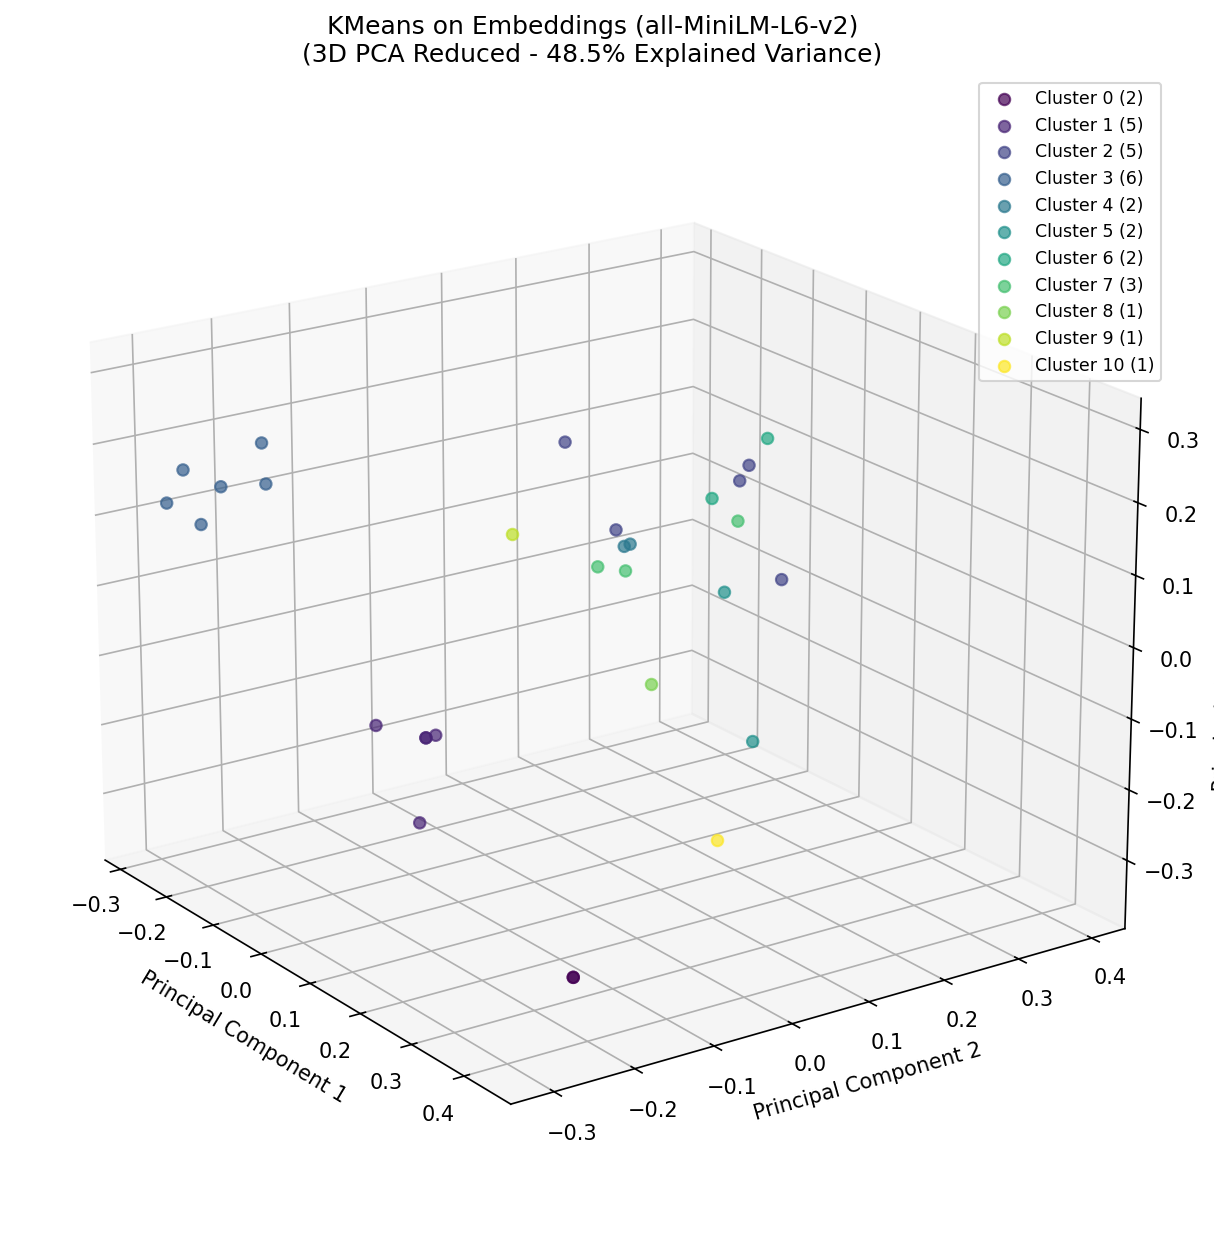 KMeans on Embeddings (all-MiniLM-L6-v2)
(3D PCA Reduced - 48.5% Explained Variance)
Cluster 0 (2)
Cluster 1 (5)
Cluster 2 (5)
Cluster 3 (6)
Cluster 4 (2)
Cluster 5 (2)
Cluster 6 (2)
Cluster 7 (3)
Cluster 8 (1)
Cluster 9 (1)
Cluster 10 (1)
0.3
0.2
0.1
0.0
−0.1
−0.2
−0.3
−0.3
−0.2
−0.1
0.0
0.1
0.2
0.3
0.4
Principal Component 1
−0.3
−0.2
−0.1
0.0
0.1
0.2
0.3
0.4
Principal Component 2